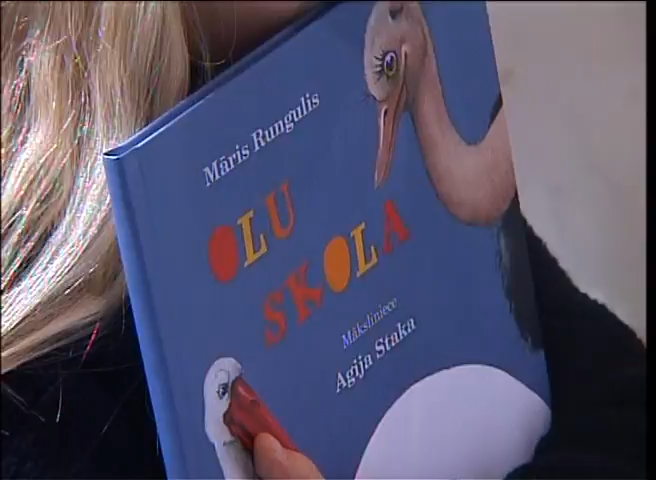 Māris Rungulis
OLU
SKOLA
Māksliniece
Agija Staka